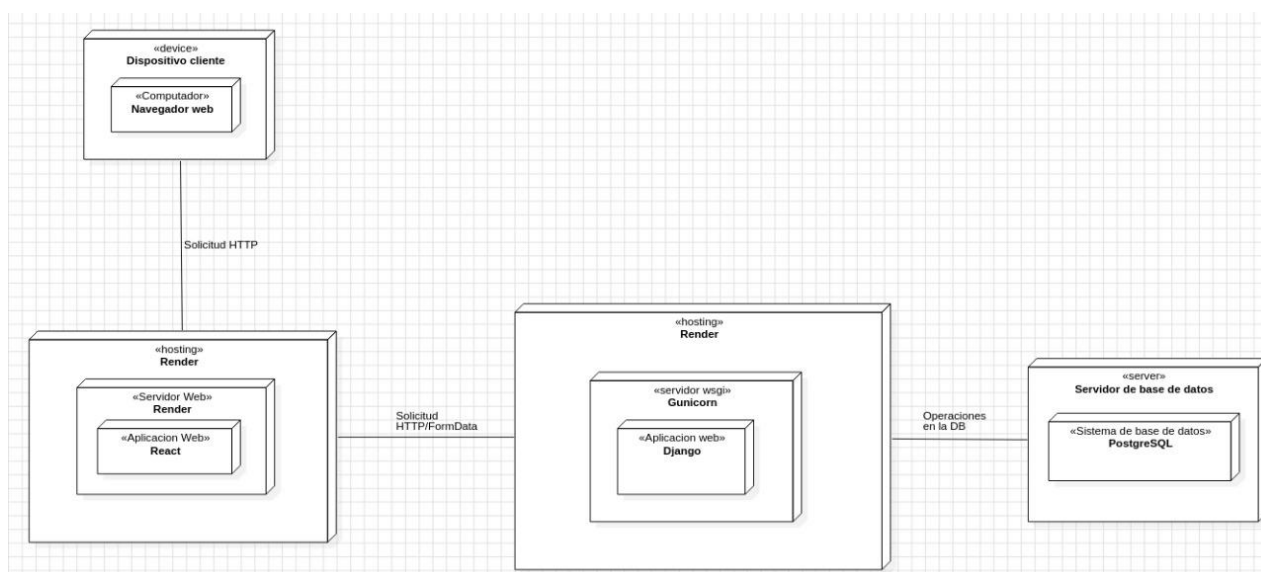 «device»
Dispositivo cliente
«Computador»
Navegador web
Solicitud HTTP
«hosting»
Render
«Servidor Web»
Render
«Aplicacion Web»
React
Solicitud
HTTP/FormData
«hosting»
Render
«servidor wsgi»
Gunicorn
«Aplicacion web»
Django
Operaciones
en la DB
«server»
Servidor de base de datos
«Sistema de base de datos»
PostgreSQL